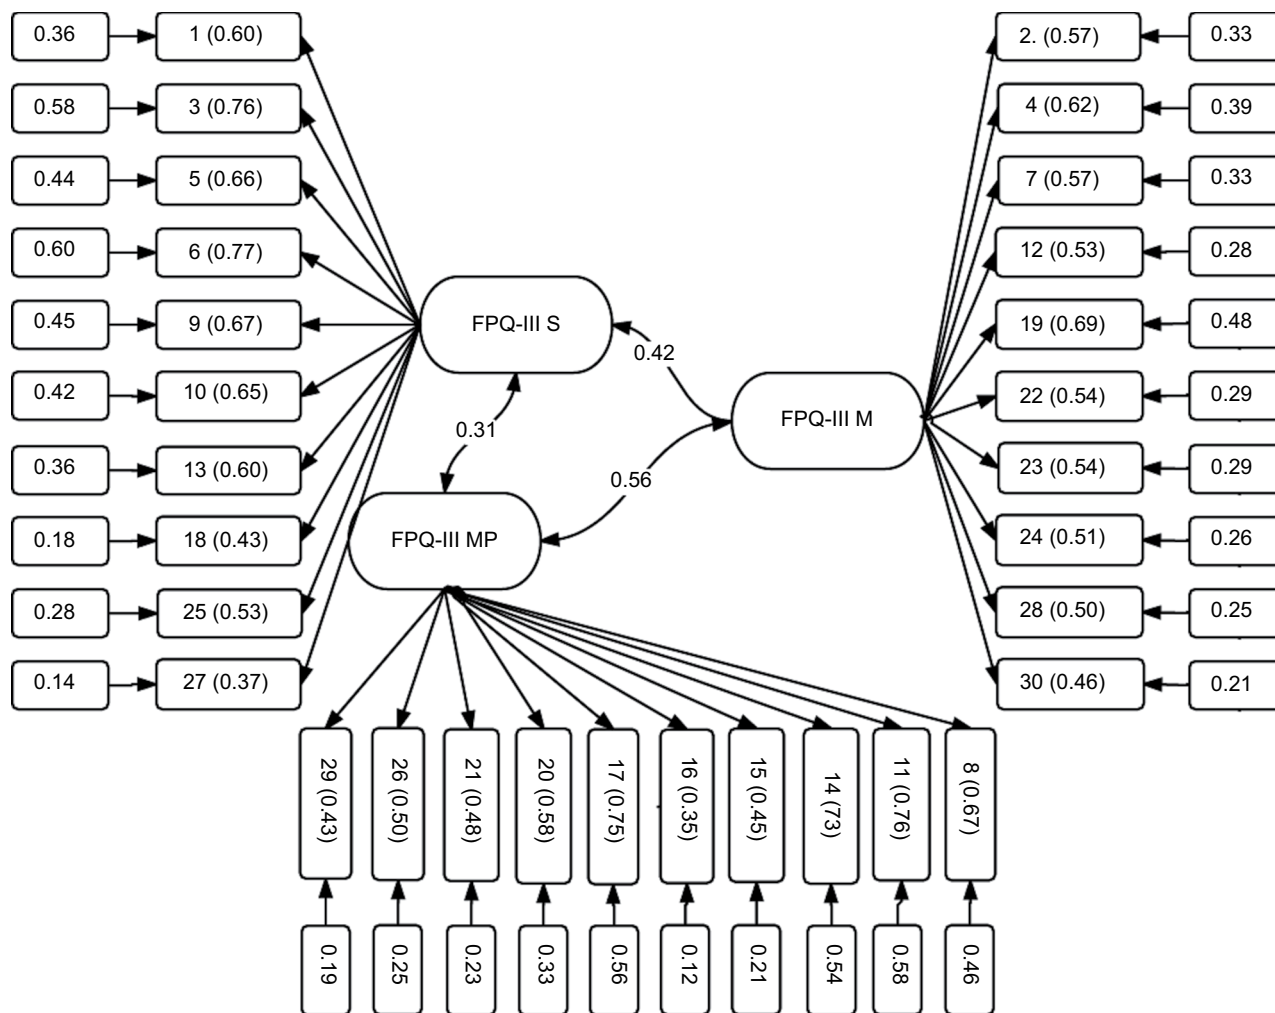 0.36 1 (0.60) 2. (0.57) 0.33
0.58 3 (0.76) 4 (0.62) 0.39
0.44 5 (0.66) 7 (0.57) 0.33
0.60 6 (0.77) 12 (0.53) 0.28
0.45 9 (0.67) FPQ-III S 19 (0.69) 0.48
0.42
0.42 10 (0.65) 22 (0.54) 0.29
FPQ-III M
0.31
0.36 13 (0.60) 23 (0.54) 0.29
0.56
0.18 18 (0.43) FPQ-III MP 24 (0.51) 0.26
0.28 25 (0.53) 28 (0.50) 0.25
0.14 27 (0.37) 30 (0.46) 0.21
29 (0.43)
26 (0.50)
21 (0.48)
20 (0.58)
17 (0.75)
16 (0.35)
15 (0.45)
14 (73)
11 (0.76)
8 (0.67)
0.19
0.25
0.23
0.33
0.56
0.12
0.21
0.54
0.58
0.46